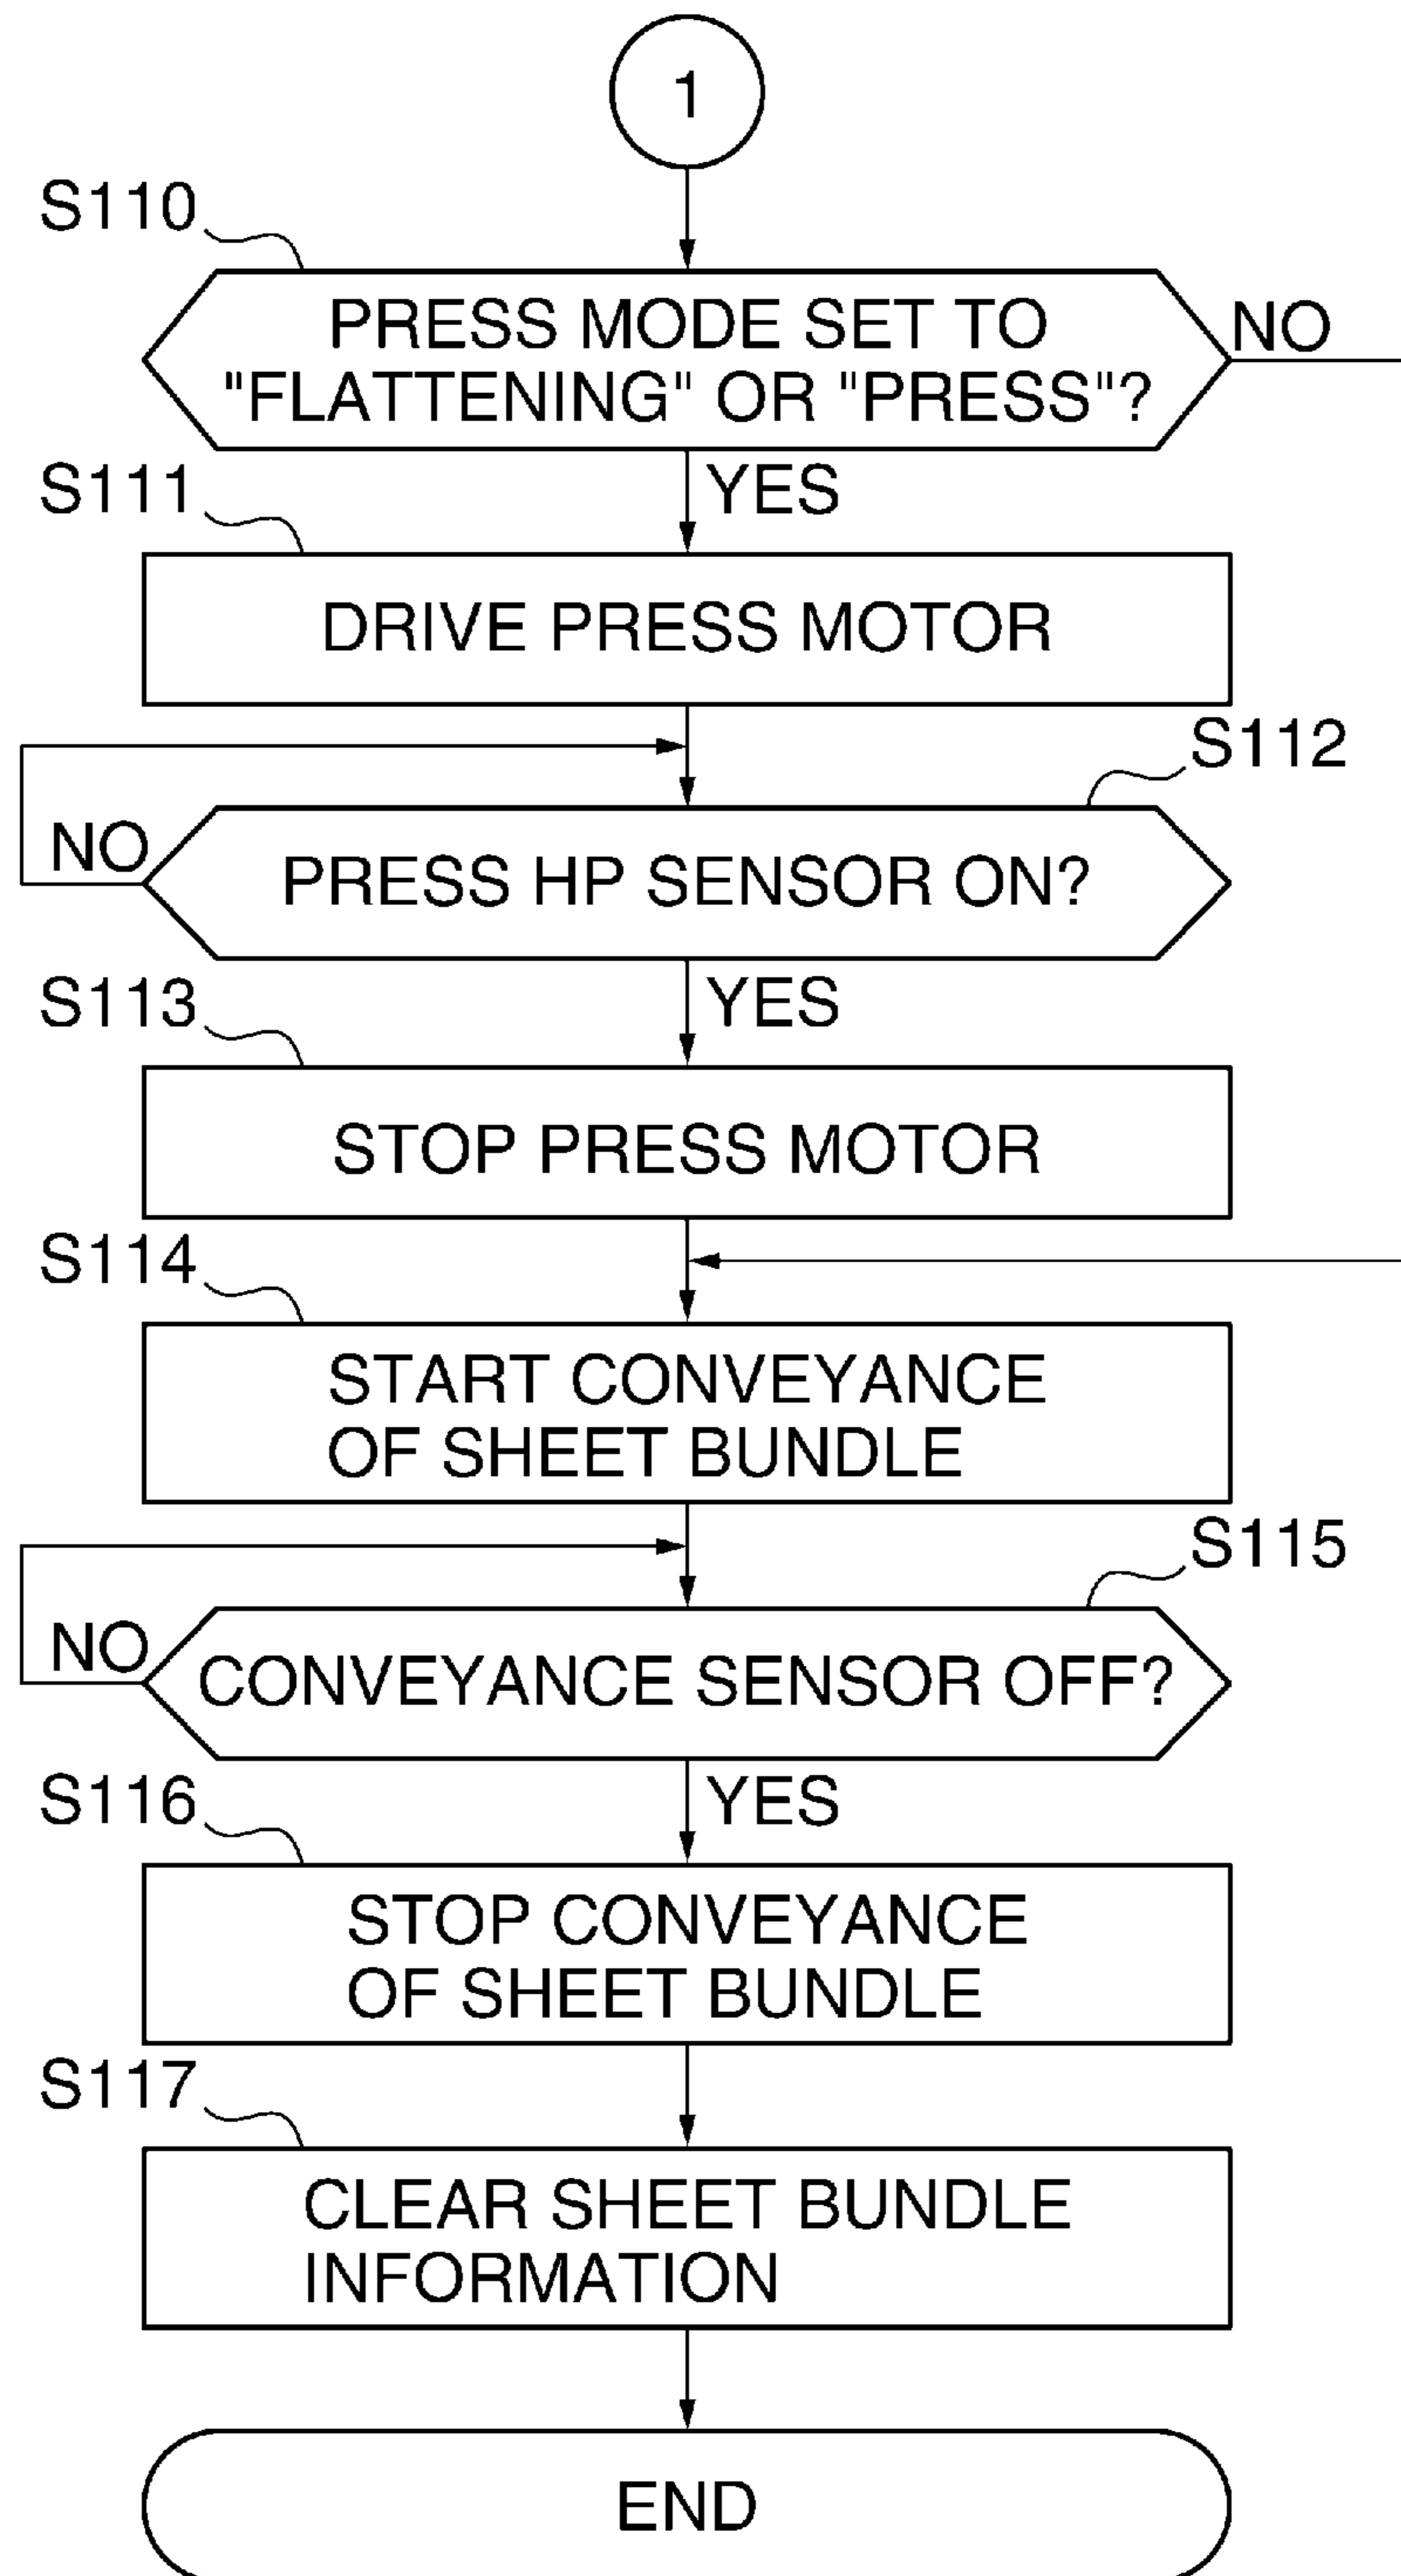 1
S110
PRESS MODE SET TO
"FLATTENING" OR "PRESS"?
NO
YES
S111
DRIVE PRESS MOTOR
S112
NO
PRESS HP SENSOR ON?
YES
S113
STOP PRESS MOTOR
S114
START CONVEYANCE
OF SHEET BUNDLE
S115
NO
CONVEYANCE SENSOR OFF?
YES
S116
STOP CONVEYANCE
OF SHEET BUNDLE
S117
CLEAR SHEET BUNDLE
INFORMATION
END